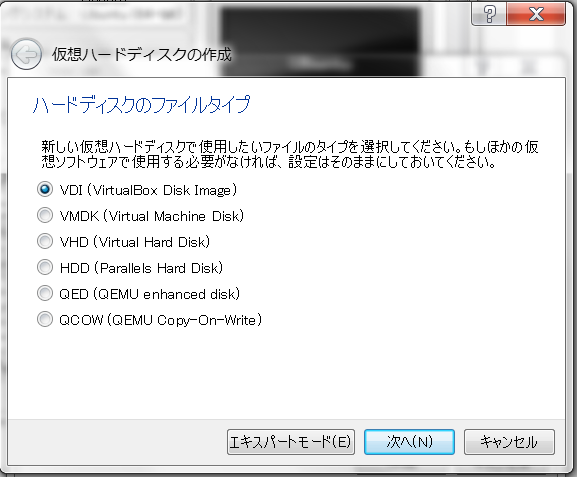 仮想ハードディスクの作成
ハードディスクのファイルタイプ
新しい仮想ハードディスクで使用したいファイルのタイプを選択してください。もしほかの仮
想ソフトウェアで使用する必要がなければ、設定はそのままにしておいてください。
VDI (VirtualBox Disk Image)
VMDK (Virtual Machine Disk)
VHD (Virtual Hard Disk)
HDD (Parallels Hard Disk)
QED (QEMU enhanced disk)
QCOW (QEMU Copy-On-Write)
エキスパートモード(E) 次へ(N) キャンセル